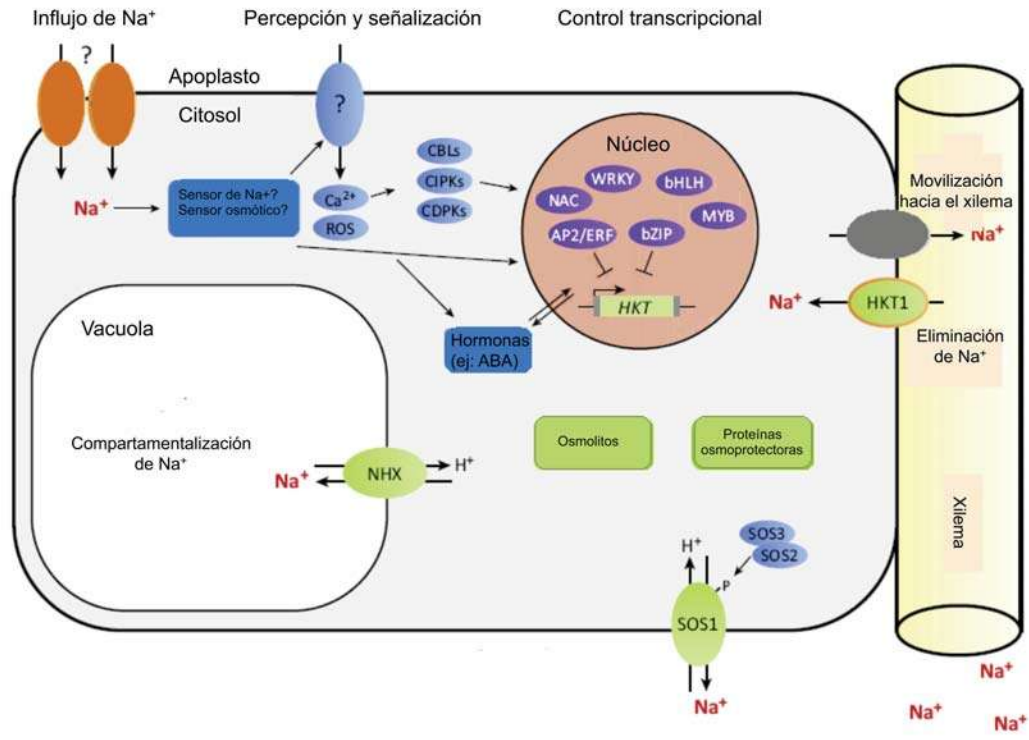 Influjo de Na⁺
Percepción y señalización
Control transcripcional
?
Apoplasto
Citosol
?
Na⁺
Sensor de Na+?
Sensor osmótico?
Ca²⁺
ROS
CBLs
CIPKs
CDPKs
Núcleo
WRKY
bHLH
NAC
MYB
AP2/ERF
bZIP
HKT
Hormonas
(ej: ABA)
Movilización
hacia el xilema
Na⁺
Na⁺
HKT1
Eliminación
de Na⁺
Xilema
Vacuola
Compartamentalización
de Na⁺
Na⁺
NHX
H⁺
Osmolitos
Proteínas
osmoprotectoras
SOS3
SOS2
H⁺
P
SOS1
Na⁺
Na⁺
Na⁺
Na⁺